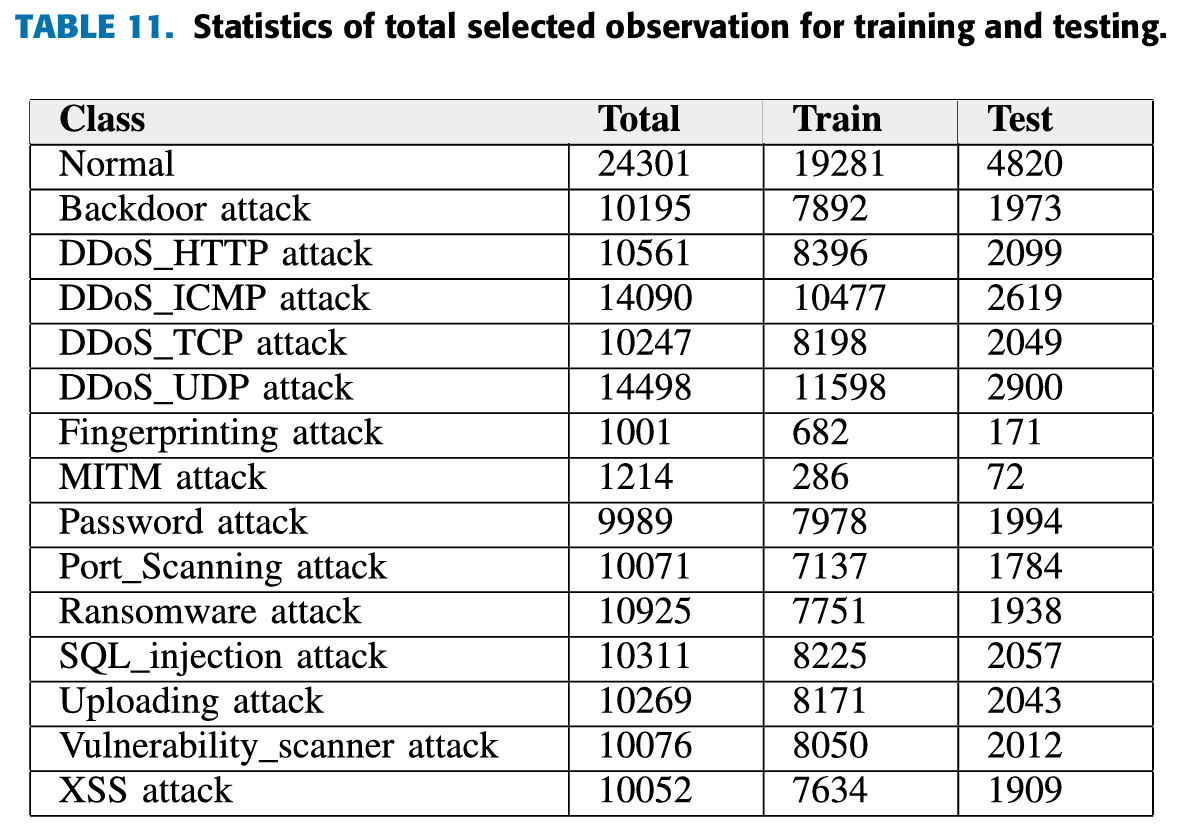 TABLE 11. Statistics of total selected observation for training and testing.
Class Total Train Test
Normal 24301 19281 4820
Backdoor attack 10195 7892 1973
DDoS_HTTP attack 10561 8396 2099
DDoS_ICMP attack 14090 10477 2619
DDoS_TCP attack 10247 8198 2049
DDoS_UDP attack 14498 11598 2900
Fingerprinting attack 1001 682 171
MITM attack 1214 286 72
Password attack 9989 7978 1994
Port_Scanning attack 10071 7137 1784
Ransomware attack 10925 7751 1938
SQL_injection attack 10311 8225 2057
Uploading attack 10269 8171 2043
Vulnerability_scanner attack 10076 8050 2012
XSS attack 10052 7634 1909